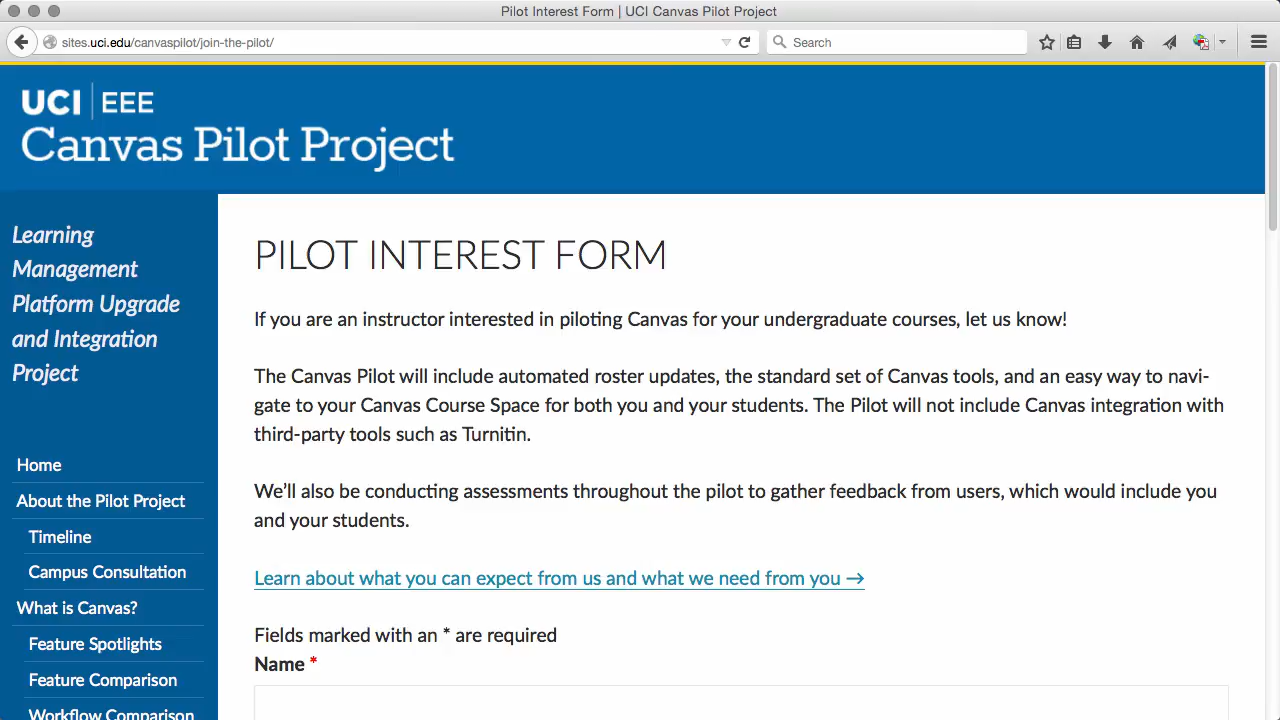 Pilot Interest Form | UCI Canvas Pilot Project
sites.uci.edu/canvaspilot/join-the-pilot/
Search
UCI | EEE
Canvas Pilot Project
Learning
Management
Platform Upgrade
and Integration
Project
Home
About the Pilot Project
Timeline
Campus Consultation
What is Canvas?
Feature Spotlights
Feature Comparison
Workflow Comparison
PILOT INTEREST FORM
If you are an instructor interested in piloting Canvas for your undergraduate courses, let us know!
The Canvas Pilot will include automated roster updates, the standard set of Canvas tools, and an easy way to navi-
gate to your Canvas Course Space for both you and your students. The Pilot will not include Canvas integration with
third-party tools such as Turnitin.
We’ll also be conducting assessments throughout the pilot to gather feedback from users, which would include you
and your students.
Learn about what you can expect from us and what we need from you →
Fields marked with an * are required
Name *